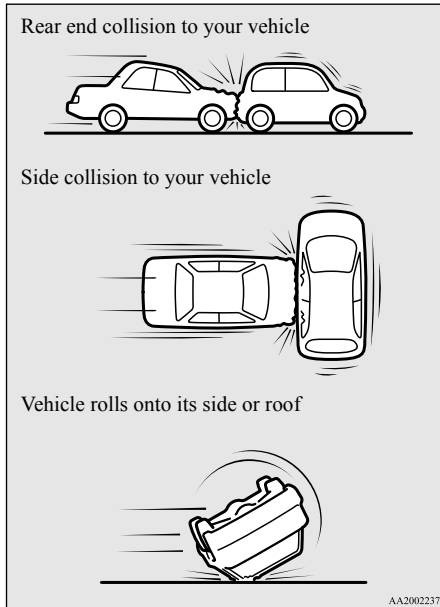 Rear end collision to your vehicle
Side collision to your vehicle
Vehicle rolls onto its side or roof
AA2002237